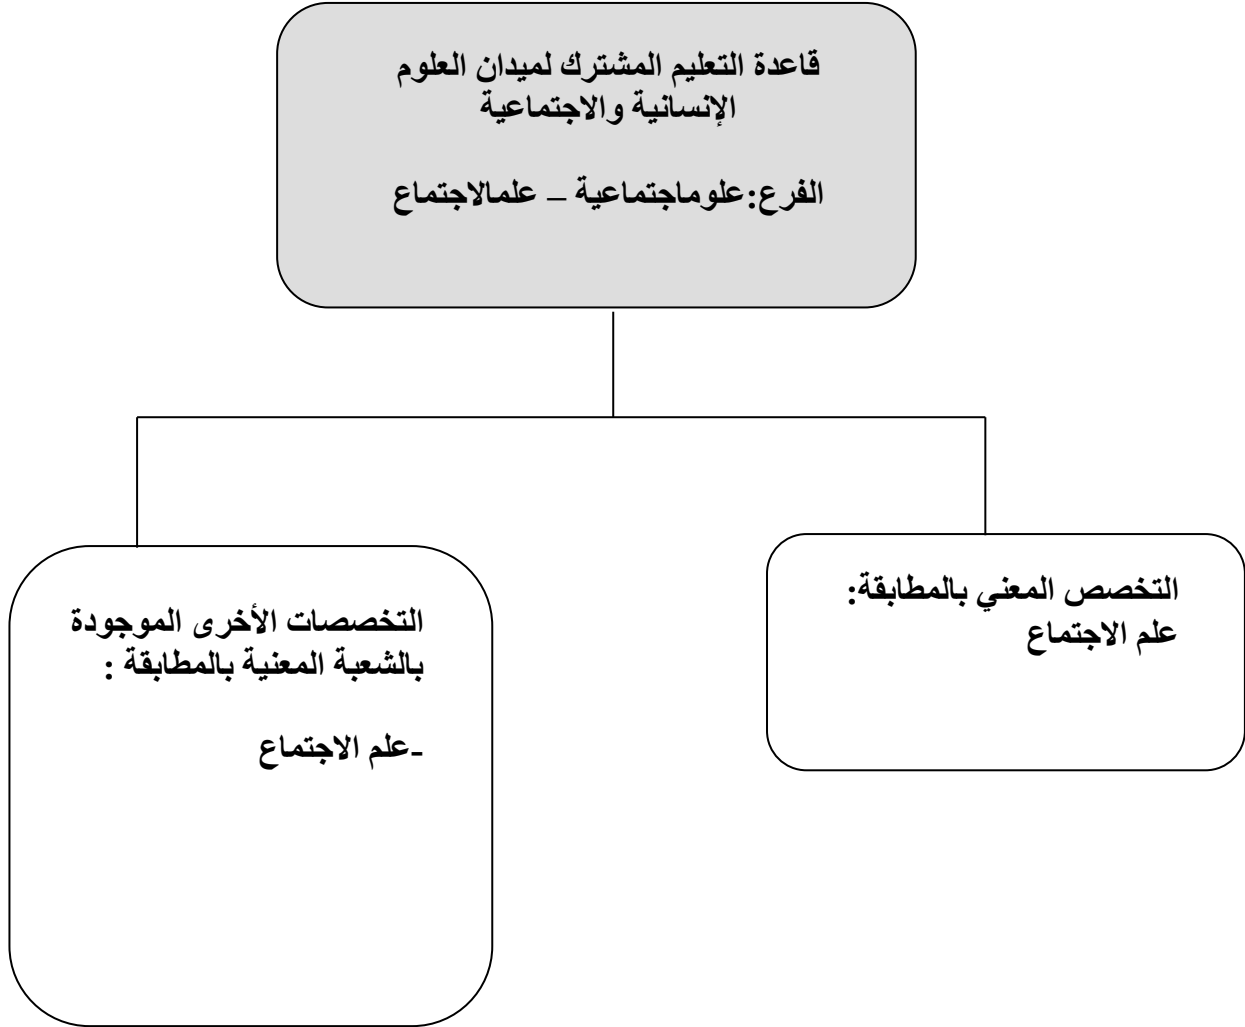 قاعدة التعليم المشترك لميدان العلوم
الإنسانية والاجتماعية
الفرع:علوماجتماعية – علمالاجتماع
التخصص المعني بالمطابقة:
علم الاجتماع
التخصصات الأخرى الموجودة
بالشعبة المعنية بالمطابقة :
-علم الاجتماع